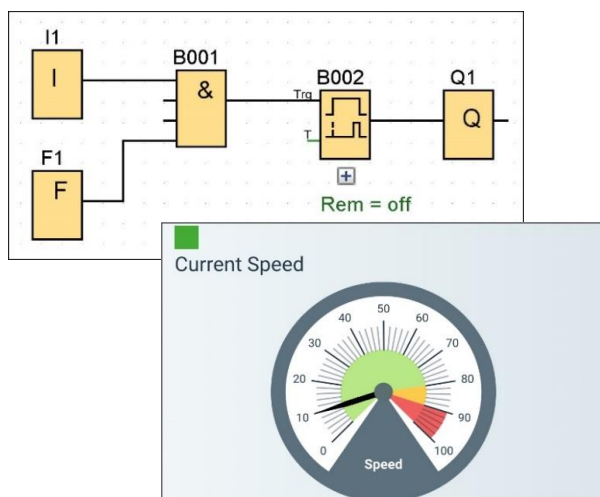 I1
I
B001
&
B002
Trg
T
Q1
Q
F1
F
Rem = off
Current Speed
0
10
20
30
40
50
60
70
80
90
100
Speed